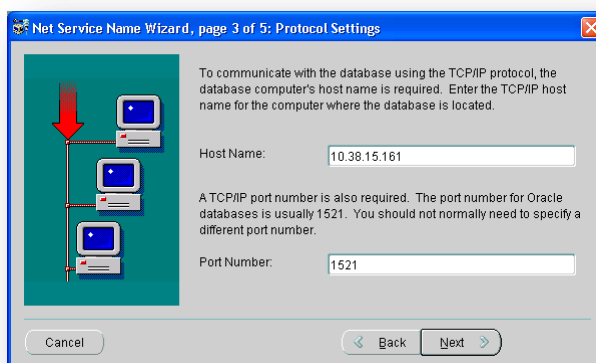 Net Service Name Wizard, page 3 of 5: Protocol Settings
To communicate with the database using the TCP/IP protocol, the
database computer's host name is required. Enter the TCP/IP host
name for the computer where the database is located.
Host Name:
10.38.15.161
A TCP/IP port number is also required. The port number for Oracle
databases is usually 1521. You should not normally need to specify a
different port number.
Port Number:
1521
Cancel
Back
Next